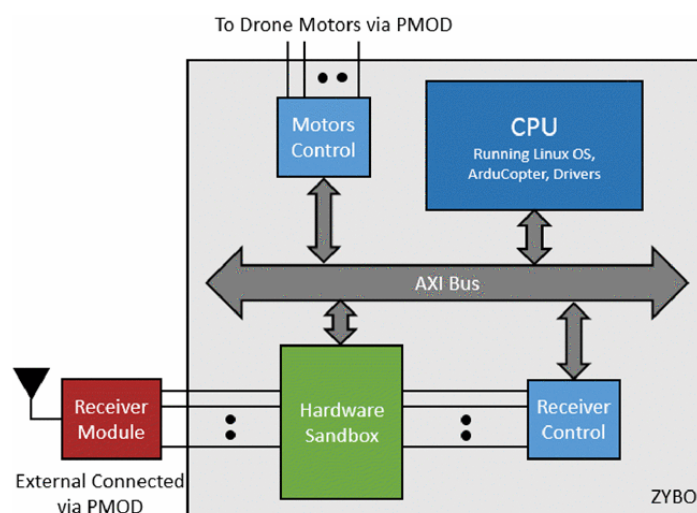 To Drone Motors via PMOD
Motors
Control
CPU
Running Linux OS,
ArduCopter, Drivers
AXI Bus
Receiver
Module
Hardware
Sandbox
Receiver
Control
External Connected
via PMOD
ZYBO